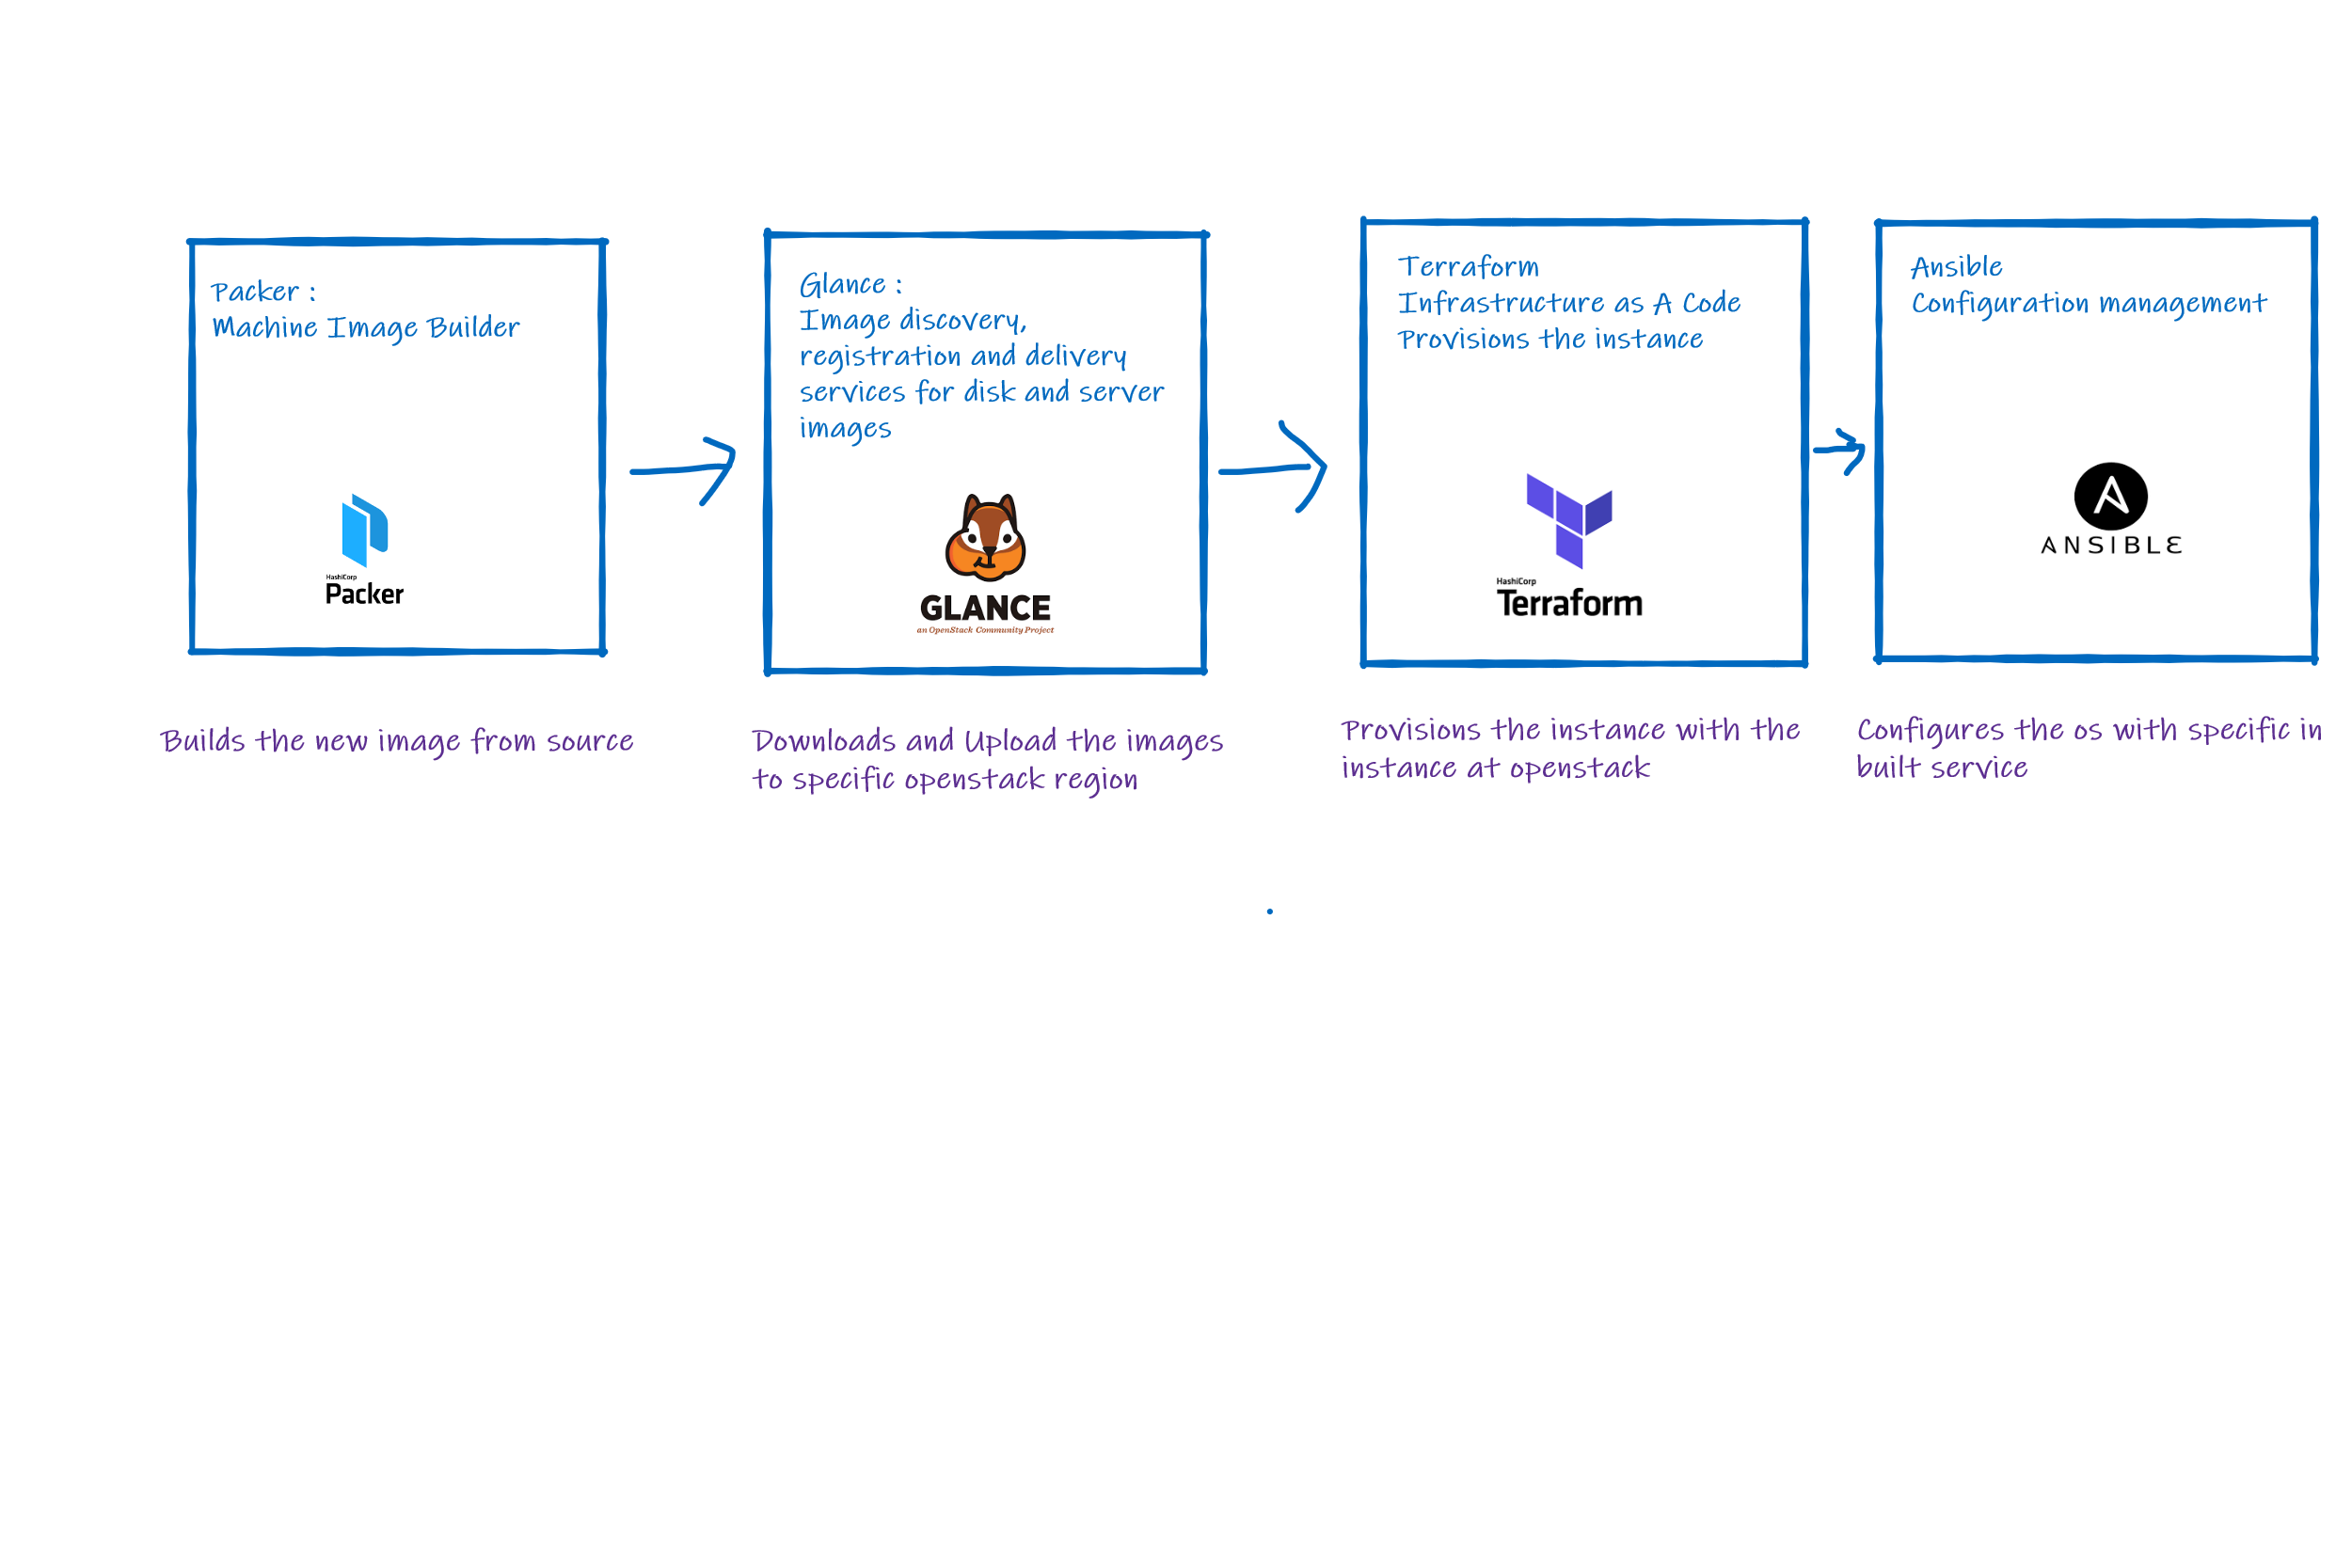 Packer :
Machine Image Builder
HashiCorp
Packer
Builds the new image from source
Glance :
Image discovery,
registration and delivery
services for disk and server
images
GLANCE
an OpenStack Community Project
Downloads and Upload the images
to specific openstack region
Terraform
Infrastructure as A Code
Provisions the instance
HashiCorp
Terraform
Provisions the instance with the
instance at openstack
Ansible
Configuration management
ANSIBLE
Configures the os with specific in
built service